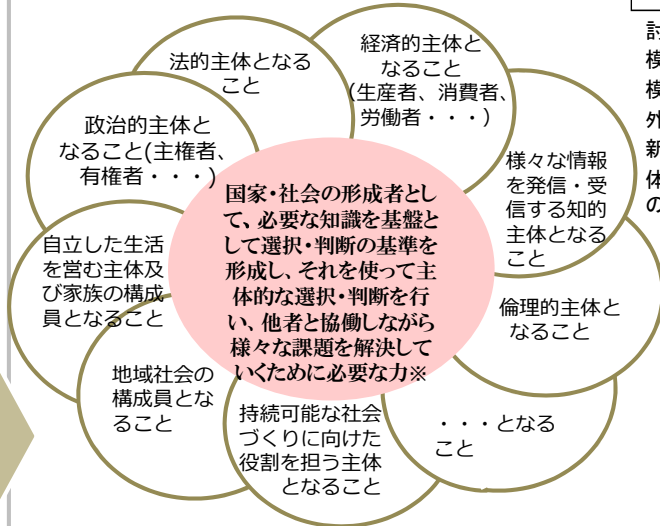 法的主体となる
こと
経済的主体と
なること
(生産者、消費者、
労働者・・・)
政治的主体と
なること(主権者、
有権者・・・)
様々な情報
を発信・受
信する知的
主体となる
こと
国家・社会の形成者とし
て、必要な知識を基盤と
して選択・判断の基準を
形成し、それを使って主
体的な選択・判断を行
い、他者と協働しながら
様々な課題を解決して
いくために必要な力※
自立した生活
を営む主体及
び家族の構成
員となること
倫理的主体と
なること
地域社会の
構成員とな
ること
持続可能な社会
づくりに向けた
役割を担う主体
となること
・・・となる
こと
討
模
模
外
新
体
の